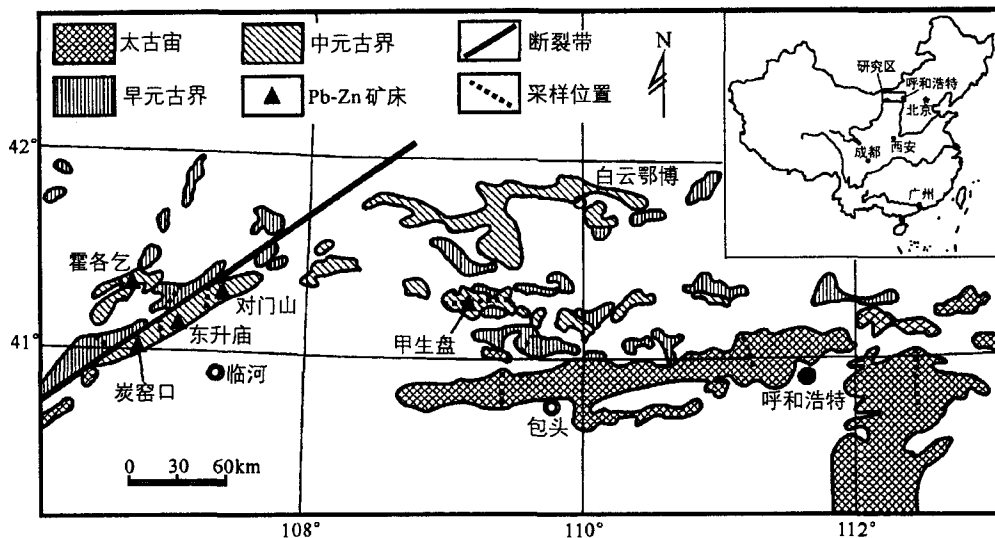 太古宙
中元古界
断裂带
N
早元古界
Pb-Zn 矿床
采样位置
研究区
呼和浩特
北京
西安
成都
广州
42°
白云鄂博
霍各乞
对门山
东升庙
甲生盘
41°
炭窑口
临河
呼和浩特
包头
0 30 60km
108°
110°
112°